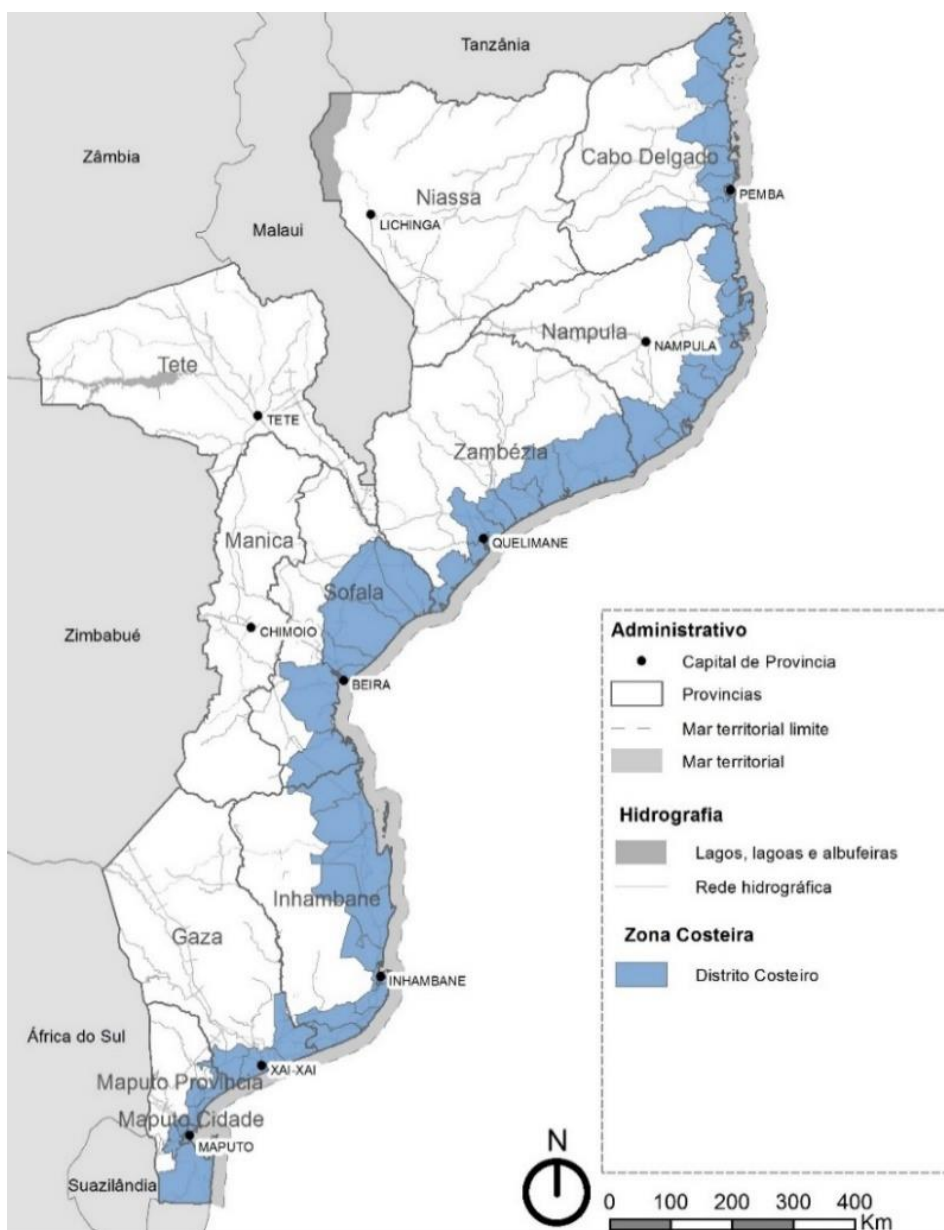 Tanzânia
Zâmbia
Cabo Delgado
Niassa
PEMBA
LICHINGA
Malaui
Nampula
NAMPULA
Tete
TETE
Zambézia
Manica
QUELIMANE
Sofala
CHIMOIO
Zimbabué
BEIRA
Inhambane
Gaza
INHAMBANE
África do Sul
XAI-XAI
Maputo Província
Maputo Cidade
MAPUTO
Suazilândia
Administrativo
Capital de Provincia
Provincias
Mar territorial limite
Mar territorial
Hidrografia
Lagos, lagoas e albufeiras
Rede hidrográfica
Zona Costeira
Distrito Costeiro
N
0 100 200 300 400
Km